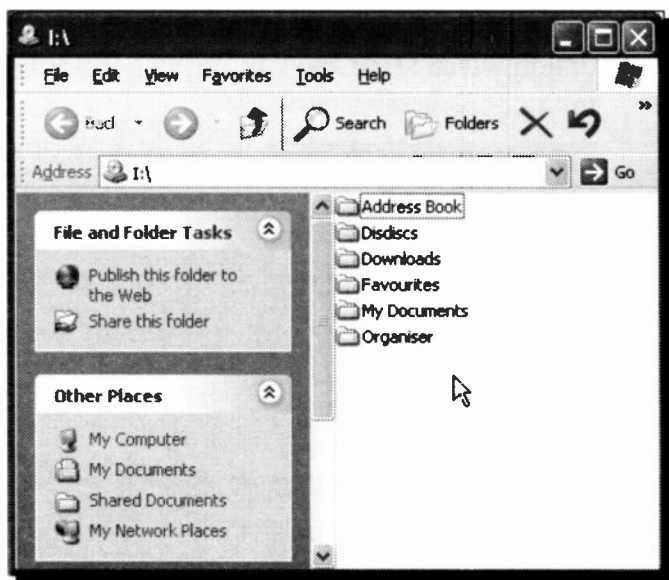 I:\
File Edit View Favorites Tools Help
Search Folders »
Address I:\ Go
File and Folder Tasks
Publish this folder to
the Web
Share this folder
Other Places
My Computer
My Documents
Shared Documents
My Network Places
Address Book
Disdiscs
Downloads
Favourites
My Documents
Organiser